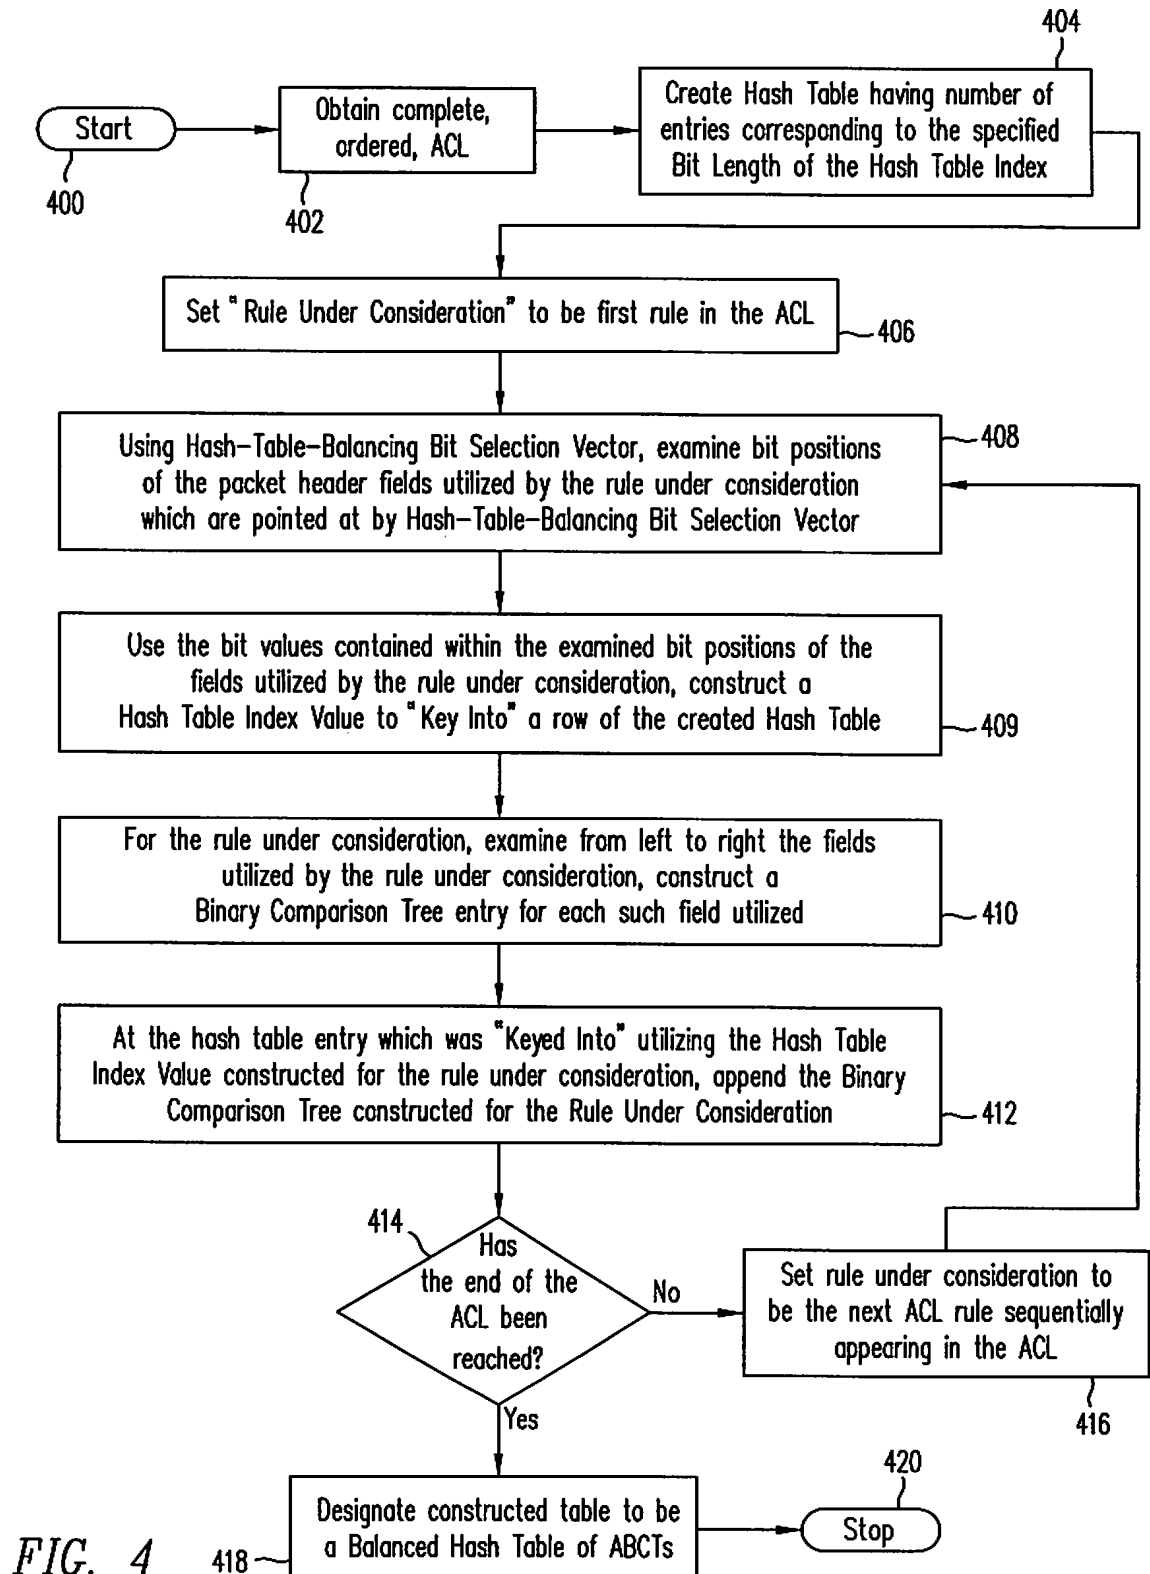 404
Start
400
Obtain complete,
ordered, ACL
402
Create Hash Table having number of
entries corresponding to the specified
Bit Length of the Hash Table Index
Set "Rule Under Consideration" to be first rule in the ACL
406
Using Hash-Table-Balancing Bit Selection Vector, examine bit positions
of the packet header fields utilized by the rule under consideration
which are pointed at by Hash-Table-Balancing Bit Selection Vector
408
Use the bit values contained within the examined bit positions of the
fields utilized by the rule under consideration, construct a
Hash Table Index Value to "Key Into" a row of the created Hash Table
409
For the rule under consideration, examine from left to right the fields
utilized by the rule under consideration, construct a
Binary Comparison Tree entry for each such field utilized
410
At the hash table entry which was "Keyed Into" utilizing the Hash Table
Index Value constructed for the rule under consideration, append the Binary
Comparison Tree constructed for the Rule Under Consideration
412
414
Has
the end of the
ACL been
reached?
No
Set rule under consideration to
be the next ACL rule sequentially
appearing in the ACL
416
Yes
Designate constructed table to be
a Balanced Hash Table of ABCTs
418
420
Stop
FIG. 4